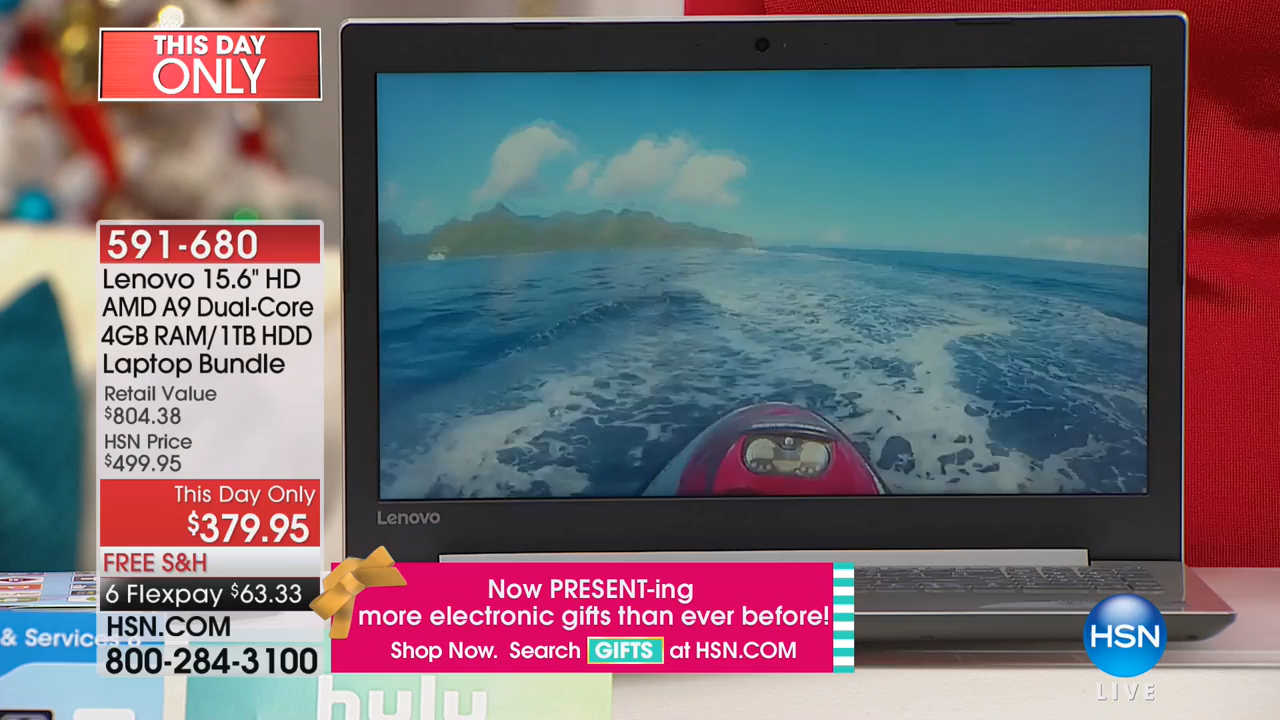 THIS DAY
ONLY
591-680
Lenovo 15.6" HD
AMD A9 Dual-Core
4GB RAM/1TB HDD
Laptop Bundle
Retail Value
$804.38
HSN Price
$499.95
This Day Only
$379.95
FREE S&H
6 Flexpay $63.33
HSN.COM
800-284-3100
Lenovo
Now PRESENT-ing
more electronic gifts than ever before!
Shop Now. Search GIFTS at HSN.COM
HSN
LIVE
& Services
hulu